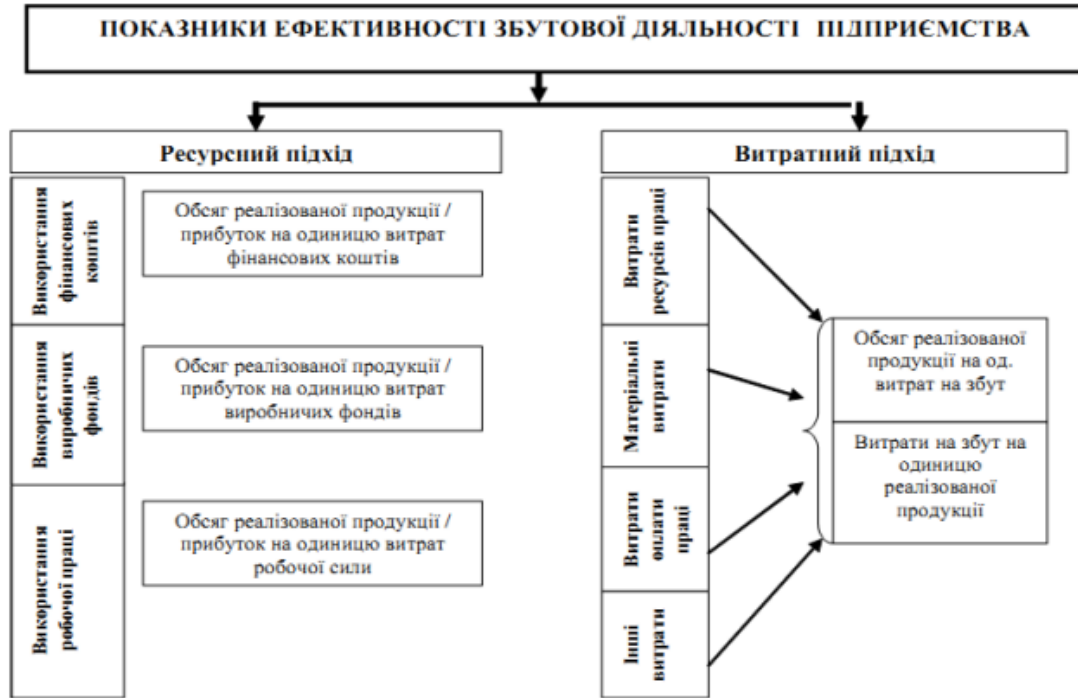 ПОКАЗНИКИ ЕФЕКТИВНОСТІ ЗБУТОВОЇ ДІЯЛЬНОСТІ ПІДПРИЄМСТВА
Ресурсний підхід
Використання
фінансових
коштів
Обсяг реалізованої продукції /
прибуток на одиницю витрат
фінансових коштів
Використання
виробничих
фондів
Обсяг реалізованої продукції /
прибуток на одиницю витрат
виробничих фондів
Використання
робочої праці
Обсяг реалізованої продукції /
прибуток на одиницю витрат
робочої сили
Витратний підхід
Витрати
ресурсів праці
Матеріальні
витрати
Витрати
оплати
праці
Інші
витрати
Обсяг реалізованої
продукції на од.
витрат на збут
Витрати на збут на
одиницю
реалізованої
продукції